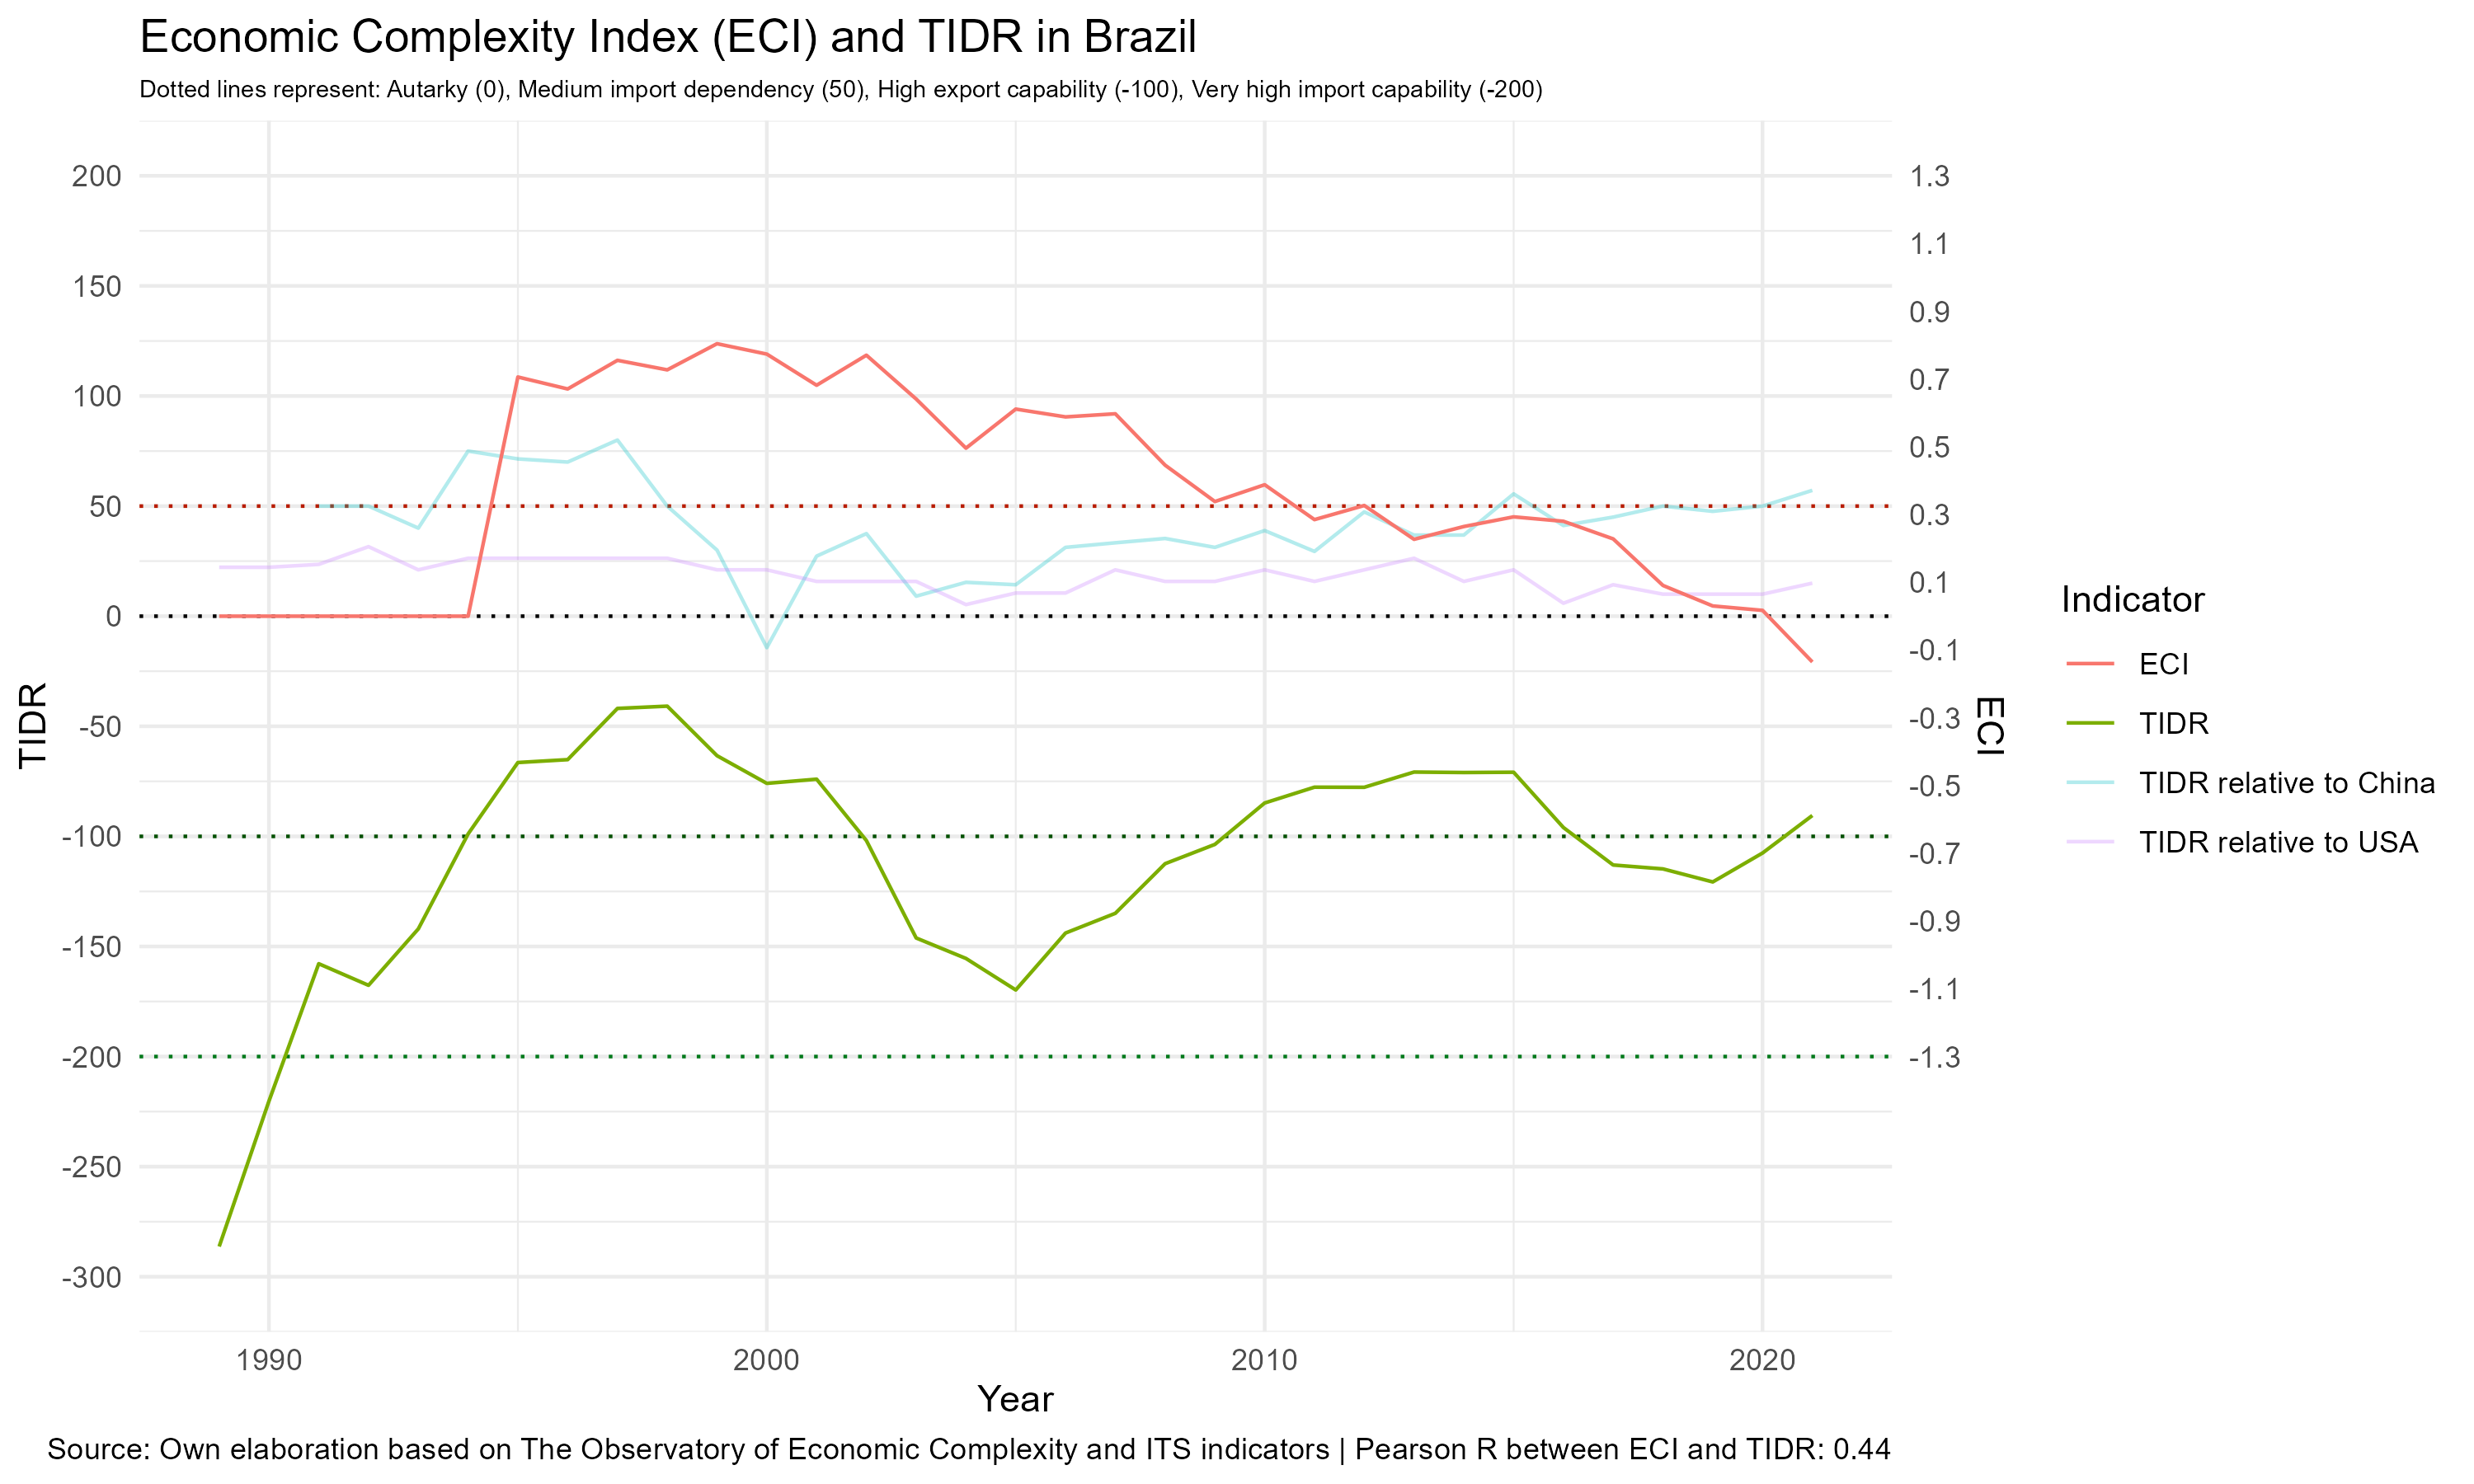 Economic Complexity Index (ECI) and TIDR in Brazil
Dotted lines represent: Autarky (0), Medium import dependency (50), High export capability (-100), Very high import capability (-200)
TIDR
200
150
100
50
0
-50
-100
-150
-200
-250
-300
1.3
1.1
0.9
0.7
0.5
0.3
0.1
-0.1
-0.3
-0.5
-0.7
-0.9
-1.1
-1.3
ECI
Indicator
ECI
TIDR
TIDR relative to China
TIDR relative to USA
1990
2000
2010
2020
Year
Source: Own elaboration based on The Observatory of Economic Complexity and ITS indicators | Pearson R between ECI and TIDR: 0.44